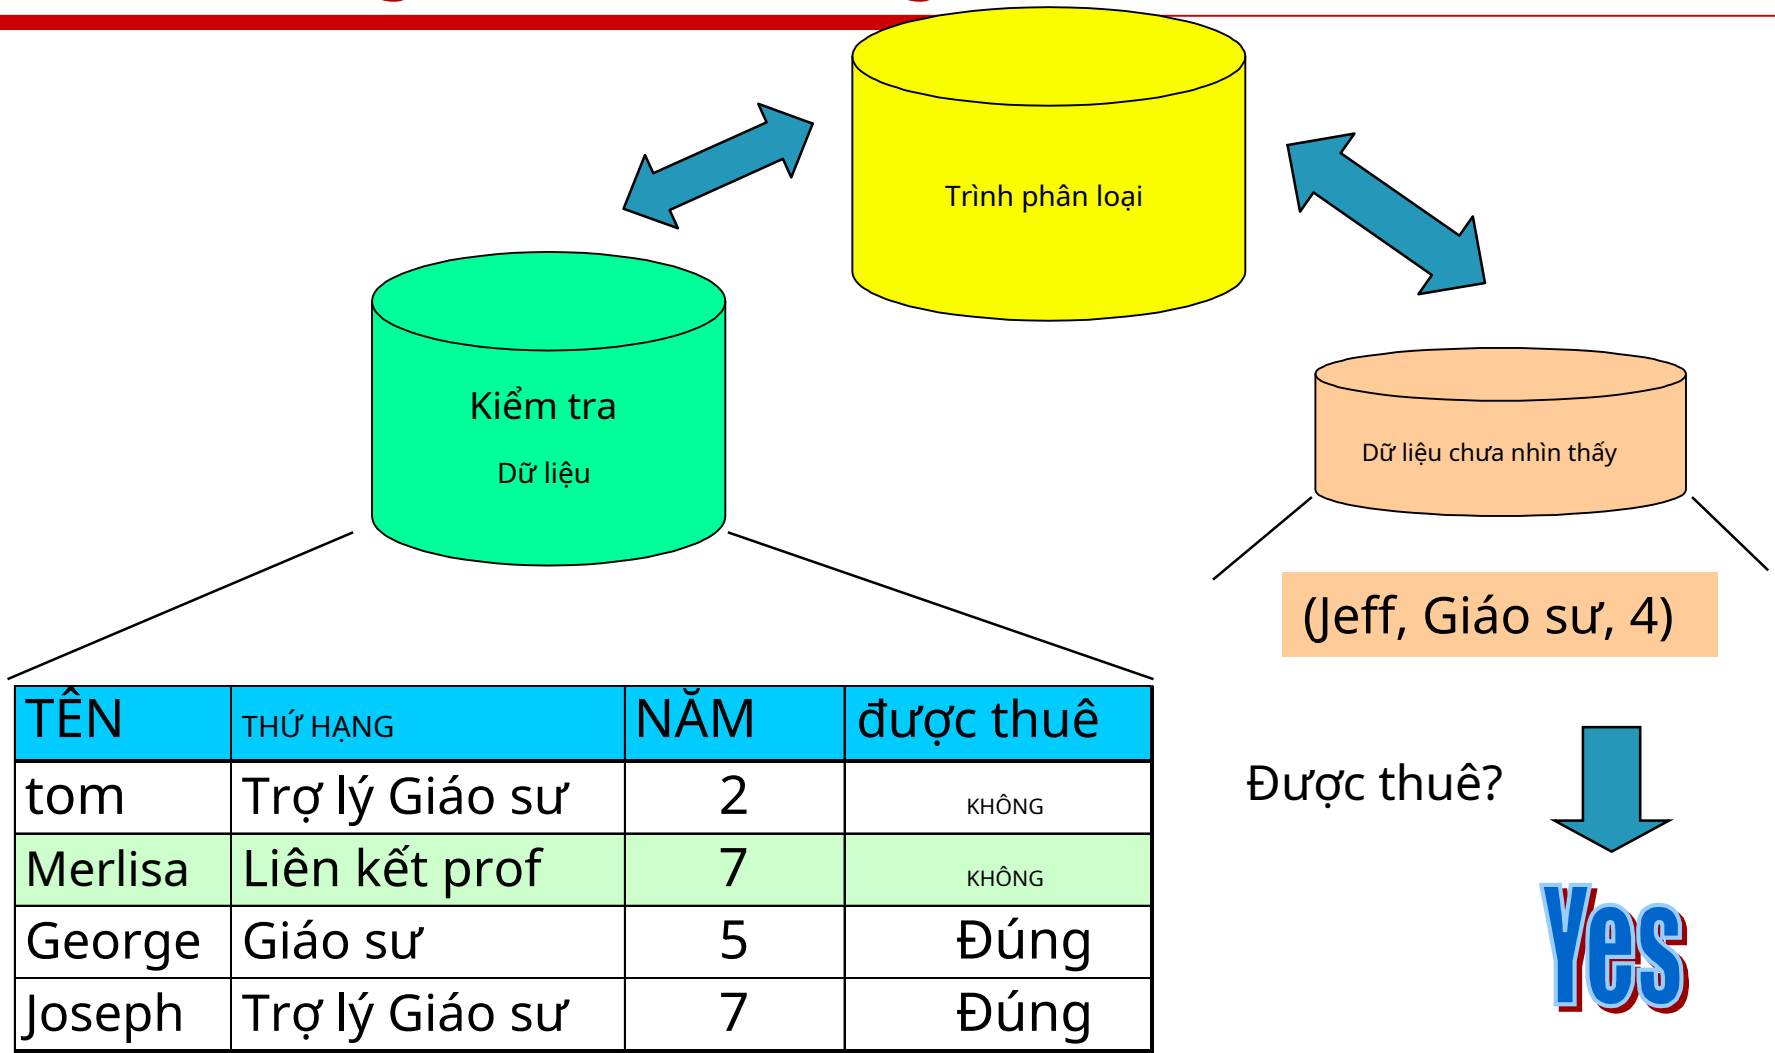 Trình phân loại
Kiểm tra
Dữ liệu
Dữ liệu chưa nhìn thấy
(Jeff, Giáo sư, 4)
TÊN THỨ HẠNG NĂM được thuê
tom Trợ lý Giáo sư 2 KHÔNG
Merlisa Liên kết prof 7 KHÔNG
George Giáo sư 5 Đúng
Joseph Trợ lý Giáo sư 7 Đúng
Được thuê?
Yes